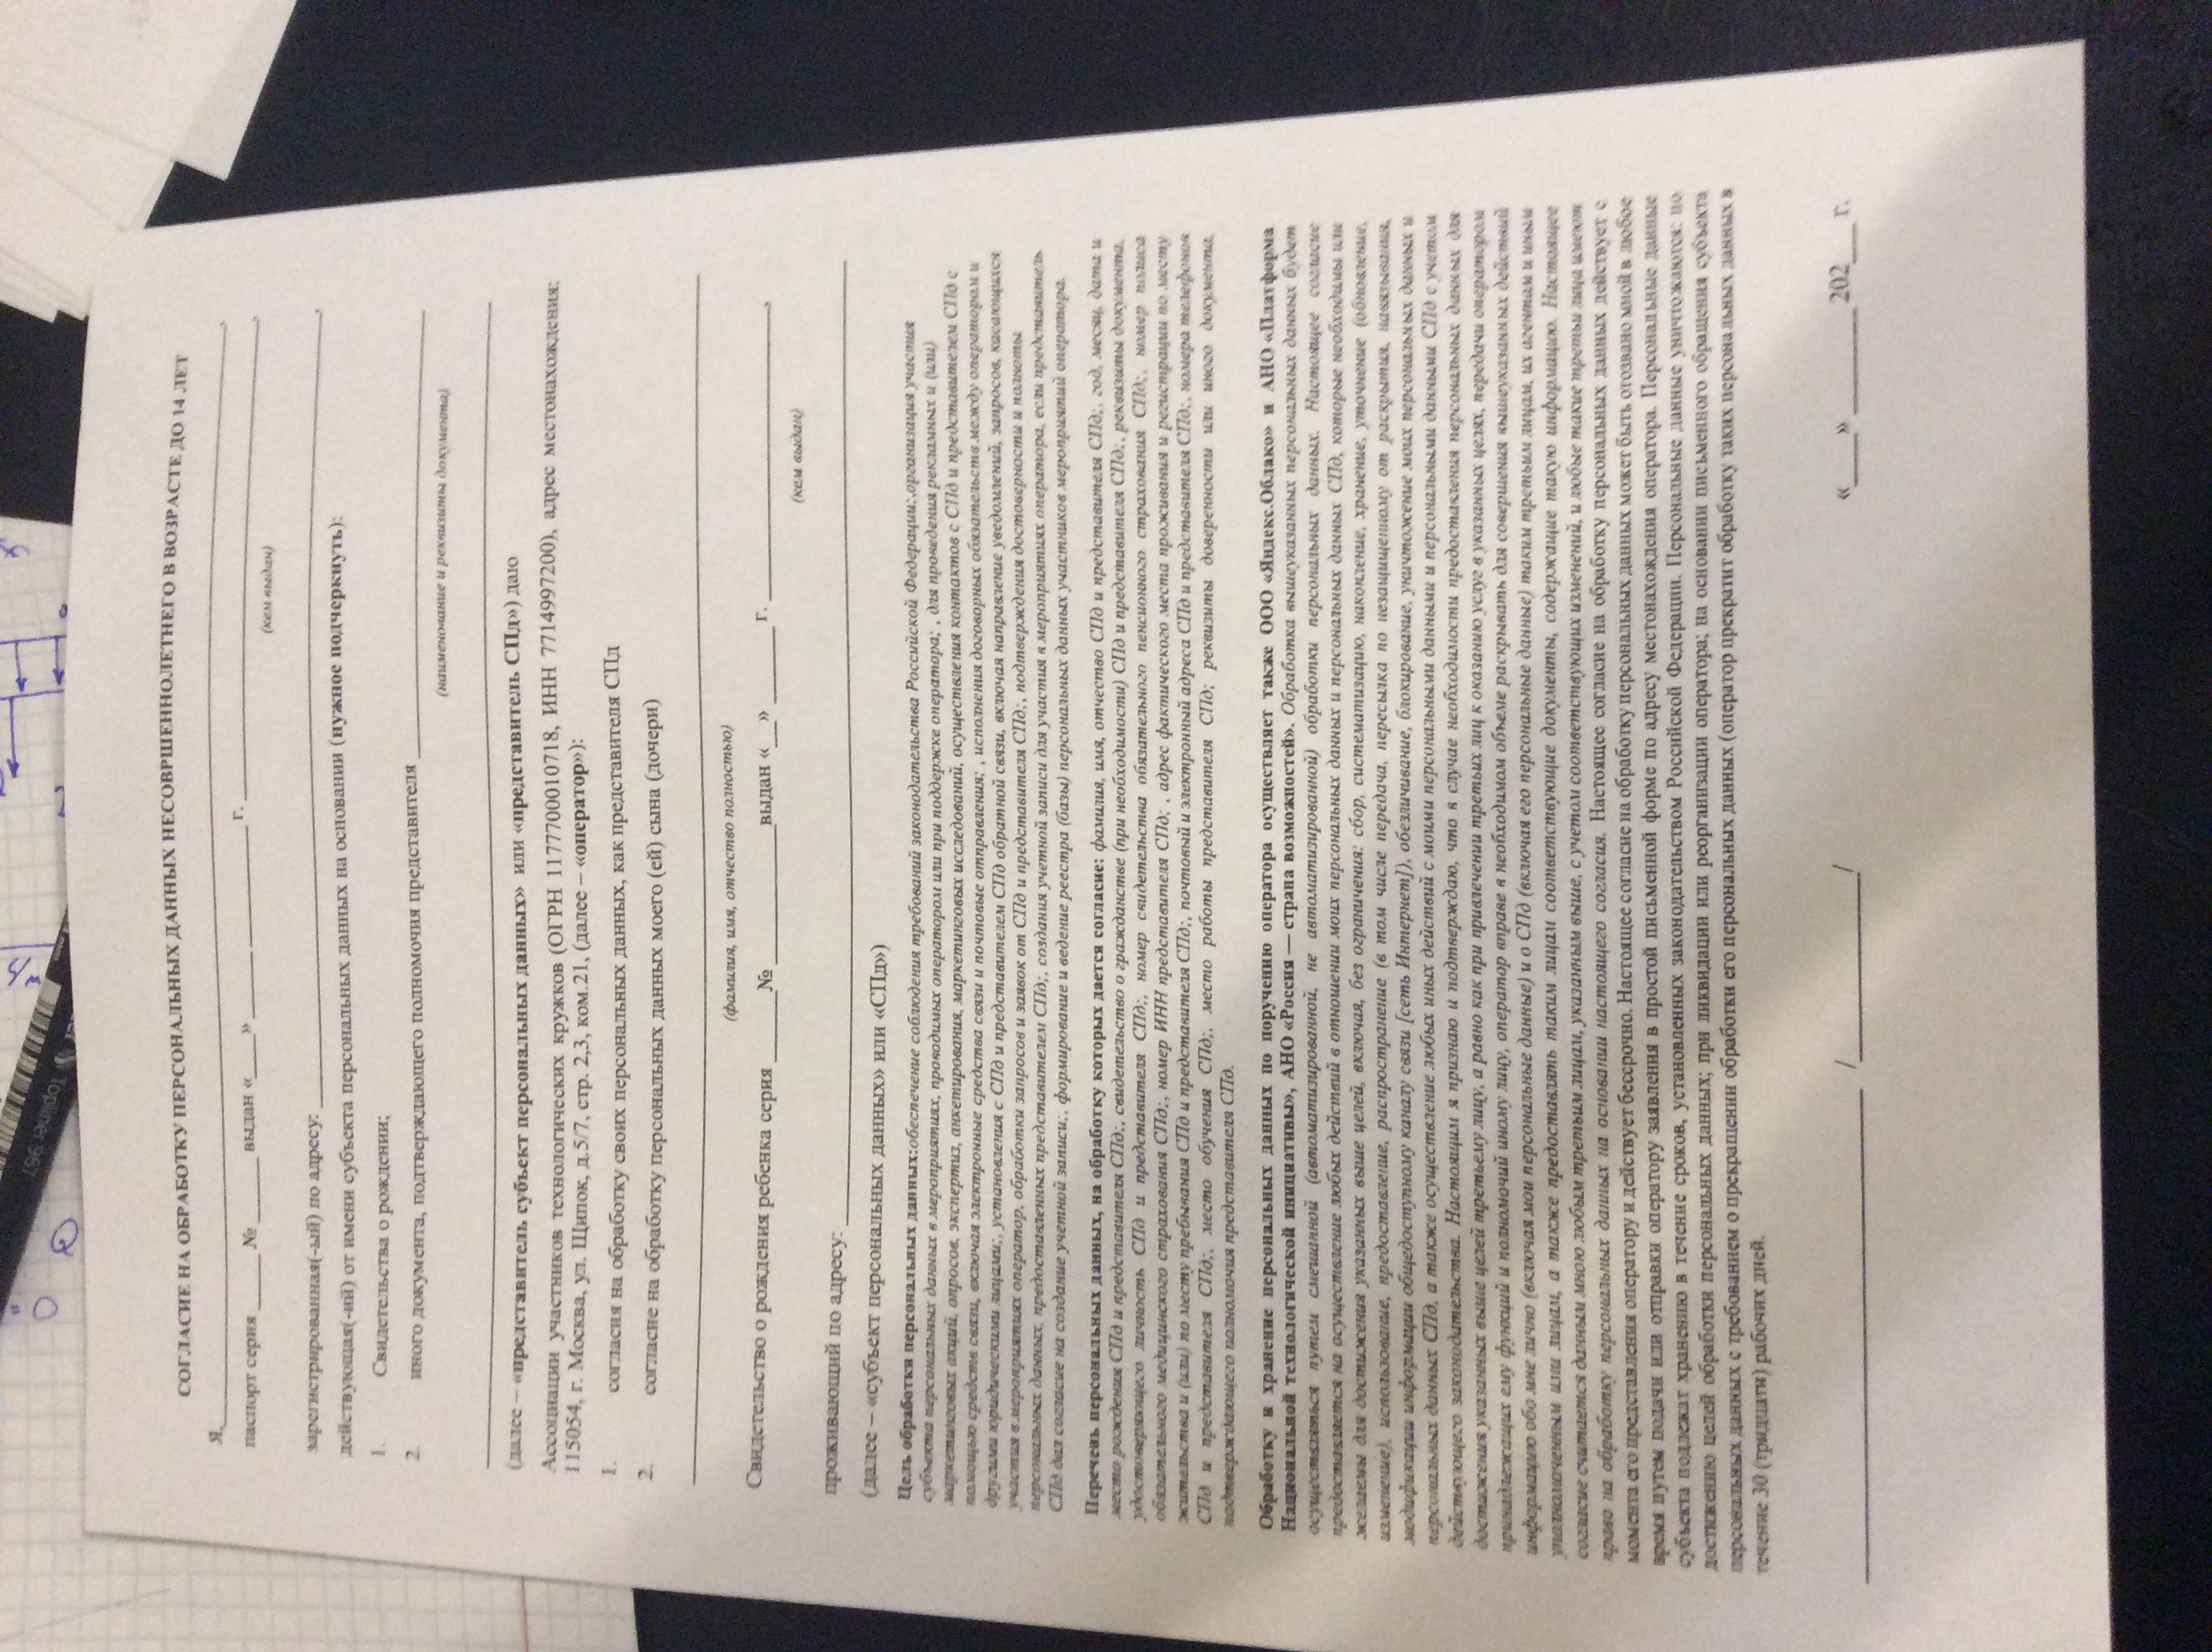 Topliner 967
СОГЛАСИЕ НА ОБРАБОТКУ ПЕРСОНАЛЬНЫХ ДАННЫХ НЕСОВРШЕННОЛЕТНЕГО В ВОЗРАСТЕ ДО 14 ЛЕТ
Я,____________________,
паспорт серия _____ № ______ выдан «____» ______ ___________ г. ____________________,
(кем выдан)
зарегистрированная(-ый) по адресу: ____________________,
действующая(-ий) от имени субъекта персональных данных на основании (нужное подчеркнуть):
1. Свидетельства о рождении;
2. иного документа, подтверждающего полномочия представителя ____________________
(наименование и реквизиты документа)
(далее – «представитель субъект персональных данных» или «представитель СПд») даю
Ассоциации участников технологических кружков (ОГРН 1177700010718, ИНН 7714997200), адрес местонахождения:
115054, г. Москва, ул. Щипок, д.5/7, стр. 2,3, ком.21, (далее – «оператор»):
1. согласия на обработку своих персональных данных, как представителя СПд
2. согласие на обработку персональных данных моего (ей) сына (дочери)
(фамилия, имя, отчество полностью)
Свидетельство о рождения ребенка серия ______№ ____________выдан «__» _______ г. ____________________,
(кем выдан)
проживающий по адресу: ____________________
(далее – «субъект персональных данных» или «СПд»)
Цель обработки персональных данных:обеспечение соблюдения требований законодательства Российской Федерации;,организация участия
субъекта персональных данных в мероприятиях, проводимых оператором или при поддержке оператора; , для проведения рекламных и (или)
маркетинговых акций, опросов, экспертиз, анкетирования, маркетинговых исследований, осуществления контактов с СПд и представителем СПд с
помощью средств связи, включая электронные средства связи и почтовые отправления; , исполнения договорных обязательств между оператором и
другими юридическими лицами;, установления с СПд и представителем СПд обратной связи, включая направление уведомлений, запросов, касающихся
участия в мероприятиях оператор, обработки запросов и заявок от СПд и представителя СПд;, подтверждения достоверности и полноты
персональных данных, предоставленных представителем СПд;, создания учетной записи для участия в мероприятиях оператора, если представитель
СПд дал согласие на создание учетной записи;, формирование и ведение реестра (базы) персональных данных участников мероприятий оператора.
Перечень персональных данных, на обработку которых дается согласие: фамилия, имя, отчество СПд и представителя СПд;, год, месяц, дата и
место рождения СПд и представителя СПд;, свидетельство о гражданстве (при необходимости) СПд и представителя СПд;, реквизиты документа,
удостоверяющего личность СПд и представителя СПд;, номер свидетельства обязательного пенсионного страхования СПд;, номер полиса
обязательного медицинского страхования СПд;, номер ИНН представителя СПд; , адрес фактического места проживания и регистрации по месту
жительства и (или) по месту пребывания СПд и представителя СПд;, почтовый и электронный адреса СПд и представителя СПд;, номера телефонов
СПд и представителя СПд;, место обучения СПд;, место работы представителя СПд; реквизиты доверенности или иного документа,
подтверждающего полномочия представителя СПд.
Обработку и хранение персональных данных по поручению оператора осуществляет также ООО «Яндекс.Облако» и АНО «Платформа
Национальной технологической инициативы», АНО «Россия — страна возможностей». Обработка вышеуказанных персональных данных будет
осуществляться путем смешанной (автоматизированной, не автоматизированной) обработки персональных данных. Настоящее согласие
предоставляется на осуществление любых действий в отношении моих персональных данных и персональных данных СПд, которые необходимы или
желаемы для достижения указанных выше целей, включая, без ограничения: сбор, систематизацию, накопление, хранение, уточнение (обновление,
изменение), использование, предоставление, распространение (в том числе передача, пересылка по незащищенному от раскрытия, навязывания,
модификации информации общедоступному каналу связи [сеть Интернет]), обезличивание, блокирование, уничтожение моих персональных данных и
персональных данных СПд, а также осуществление любых иных действий с моими персональными данными и персональными данными СПд с учетом
действующего законодательства. Настоящим я признаю и подтверждаю, что в случае необходимости предоставления персональных данных для
достижения указанных выше целей третьему лицу, а равно как при привлечении третьих лиц к оказанию услуг в указанных целях, передачи оператором
принадлежащих ему функций и полномочий иному лицу, оператор вправе в необходимом объеме раскрывать для совершения вышеуказанных действий
информацию обо мне лично (включая мои персональные данные) и о СПд (включая его персональные данные) таким третьим лицам, их агентам и иным
уполномоченным ими лицам, а также предоставлять таким лицам соответствующие документы, содержащие такую информацию. Настоящее
согласие считается данным мною любым третьим лицам, указанным выше, с учетом соответствующих изменений, и любые такие третьи лица имеют
право на обработку персональных данных на основании настоящего согласия. Настоящее согласие на обработку персональных данных действует с
момента его представления оператору и действует бессрочно. Настоящее согласие на обработку персональных данных может быть отозвано мной в любое
время путем подачи или отправки оператору заявления в простой письменной форме по адресу местонахождения оператора. Персональные данные
субъекта подлежат хранению в течение сроков, установленных законодательством Российской Федерации. Персональные данные уничтожаются: по
достижению целей обработки персональных данных; при ликвидации или реорганизации оператора; на основании письменного обращения субъекта
персональных данных с требованием о прекращении обработки его персональных данных (оператор прекратит обработку таких персональных данных в
течение 30 (тридцати) рабочих дней.
____________________ /______________/ «____» ________ 202___ г.